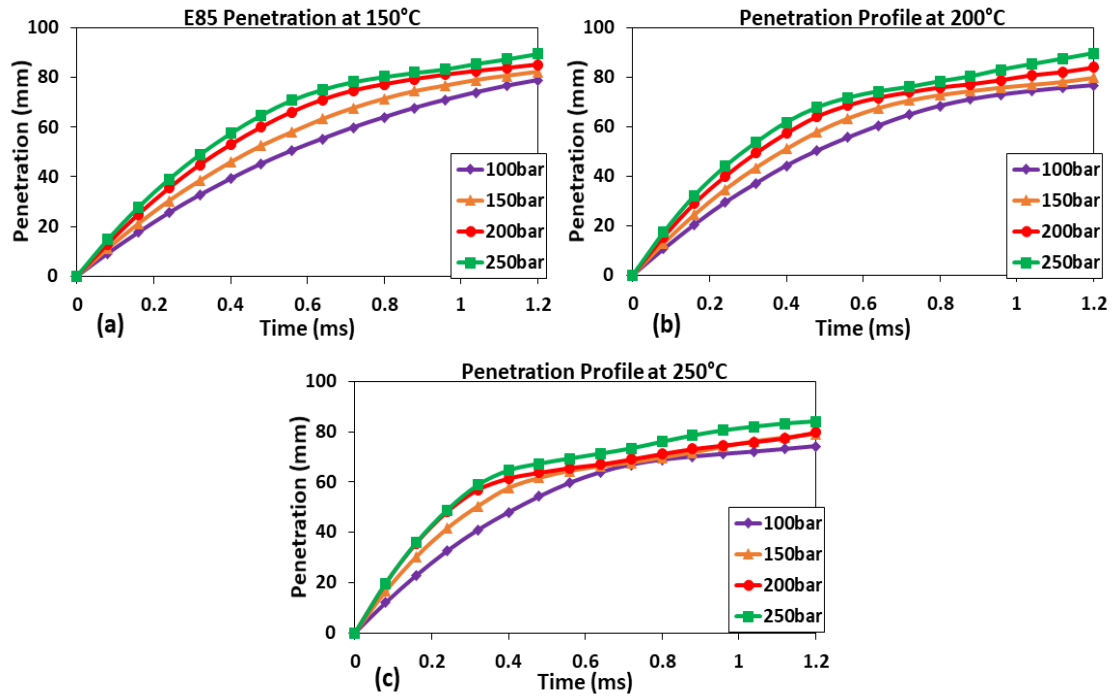 E85 Penetration at 150°C
Penetration (mm)
100
80
60
40
20
0
0 0.2 0.4 0.6 0.8 1 1.2
Time (ms)
(a)
100bar
150bar
200bar
250bar
Penetration Profile at 200°C
Penetration (mm)
100
80
60
40
20
0
0 0.2 0.4 0.6 0.8 1 1.2
Time (ms)
(b)
100bar
150bar
200bar
250bar
Penetration Profile at 250°C
Penetration (mm)
100
80
60
40
20
0
0 0.2 0.4 0.6 0.8 1 1.2
Time (ms)
(c)
100bar
150bar
200bar
250bar